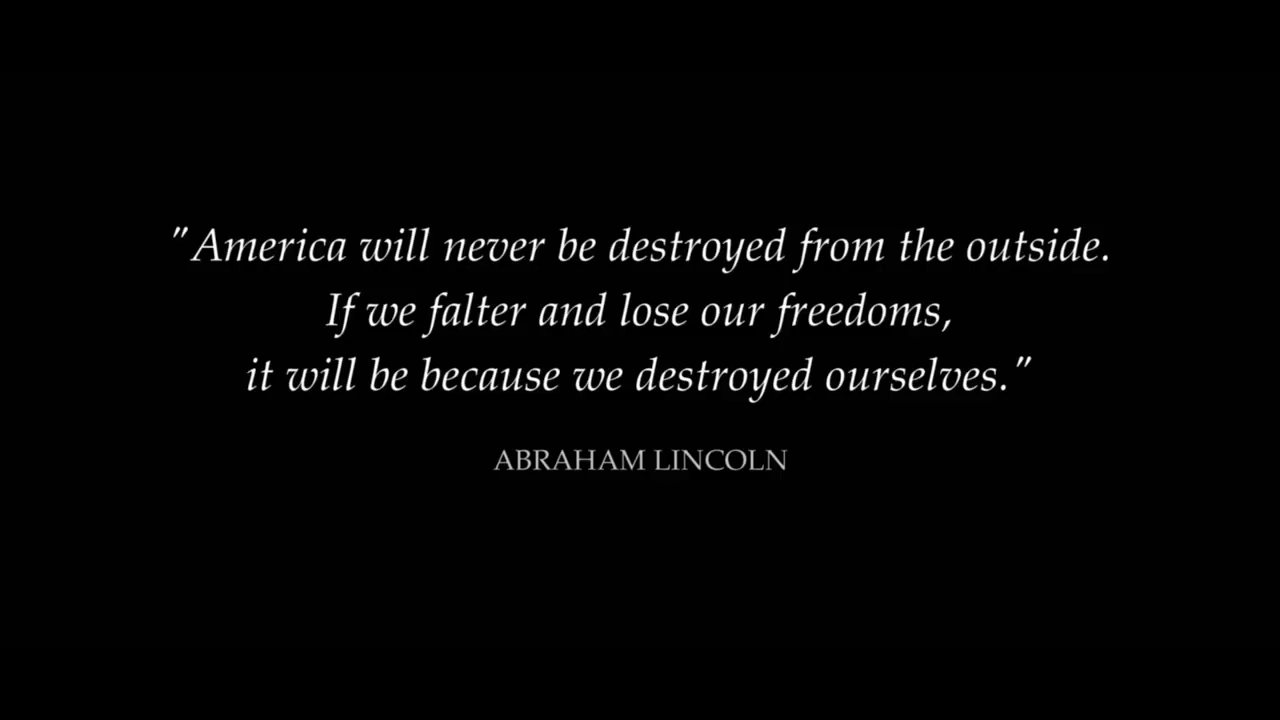 "America will never be destroyed from the outside.
If we falter and lose our freedoms,
it will be because we destroyed ourselves."
ABRAHAM LINCOLN